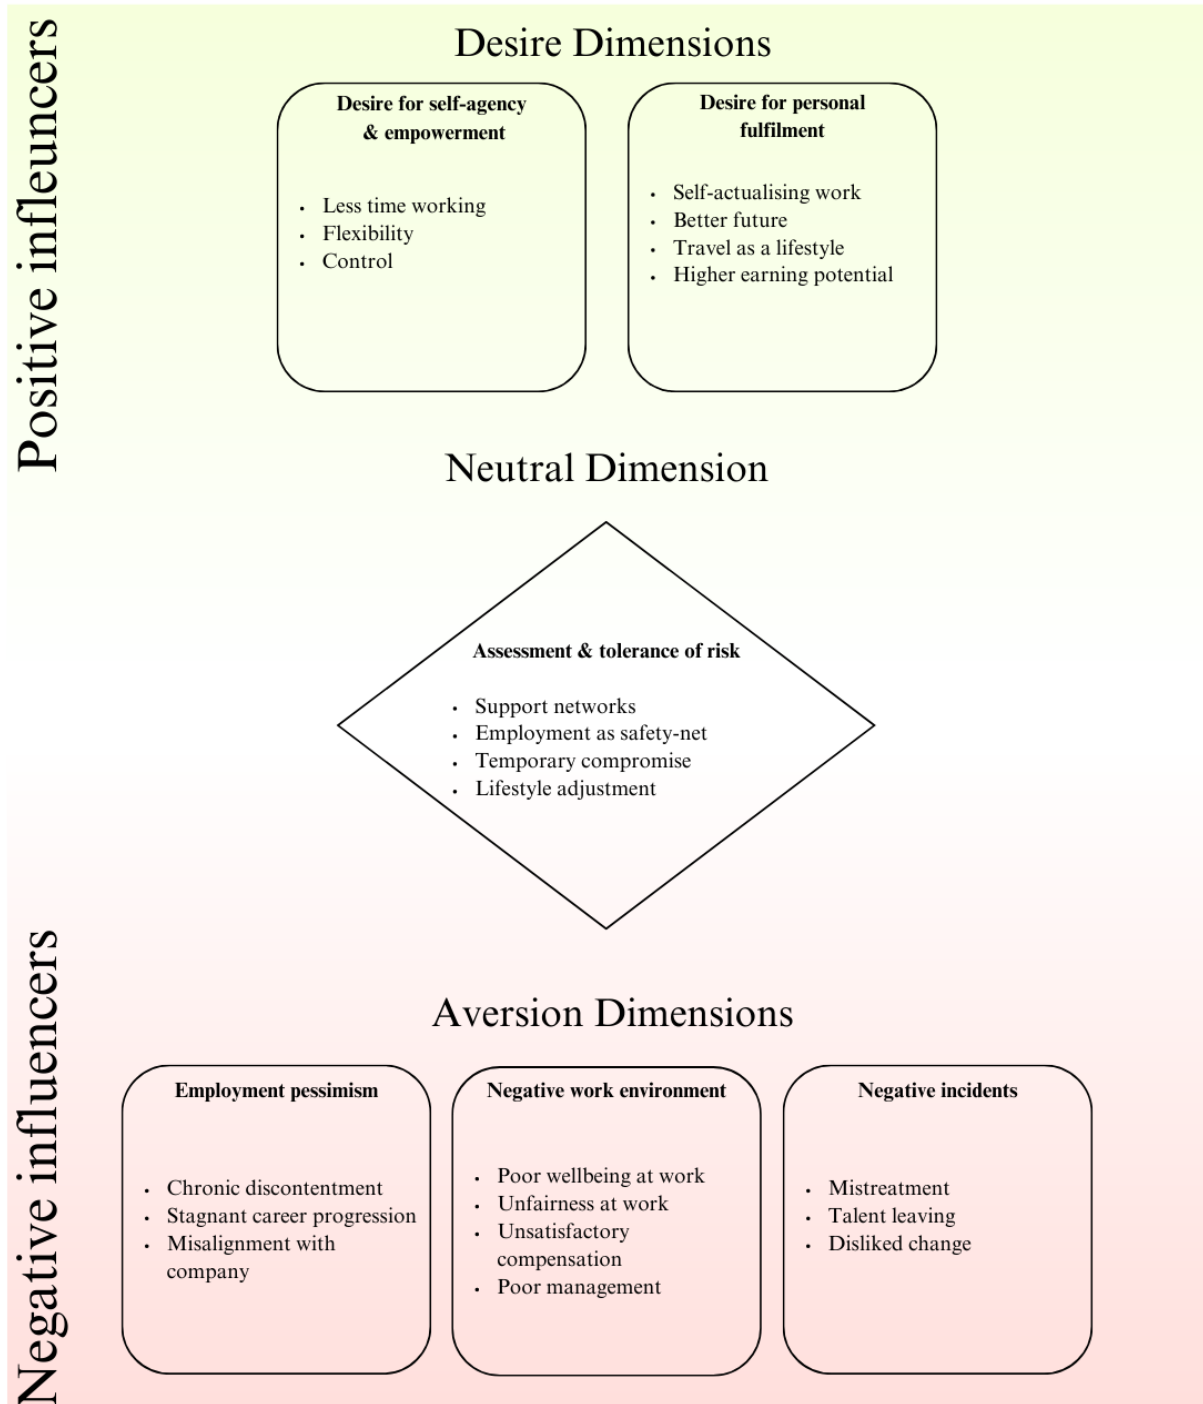 Positive infleuncers
Desire Dimensions
Desire for self-agency
& empowerment
• Less time working
• Flexibility
• Control
Desire for personal
fulfilment
• Self-actualising work
• Better future
• Travel as a lifestyle
• Higher earning potential
Neutral Dimension
Assessment & tolerance of risk
• Support networks
• Employment as safety-net
• Temporary compromise
• Lifestyle adjustment
Negative influencers
Aversion Dimensions
Employment pessimism
• Chronic discontentment
• Stagnant career progression
• Misalignment with
company
Negative work environment
• Poor wellbeing at work
• Unfairness at work
• Unsatisfactory
compensation
• Poor management
Negative incidents
• Mistreatment
• Talent leaving
• Disliked change